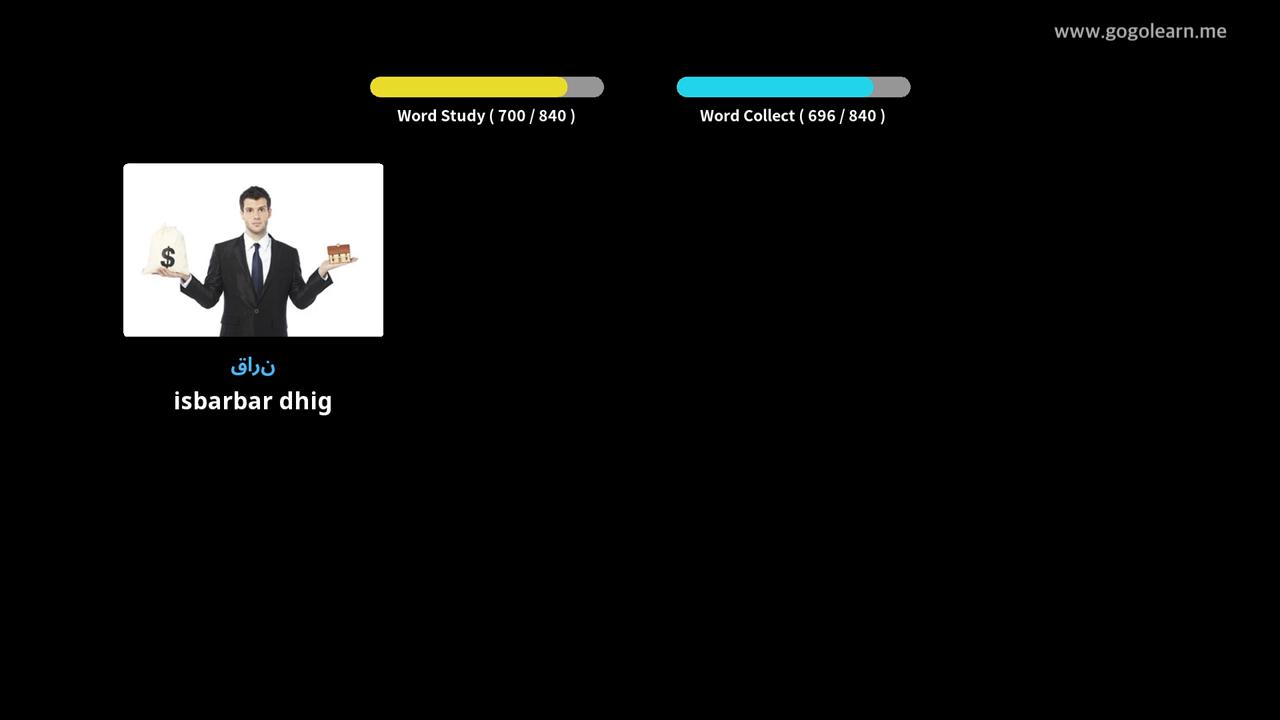 www.gogolearn.me
Word Study ( 700 / 840 )
Word Collect ( 696 / 840 )
$
قارن
isbarbar dhig